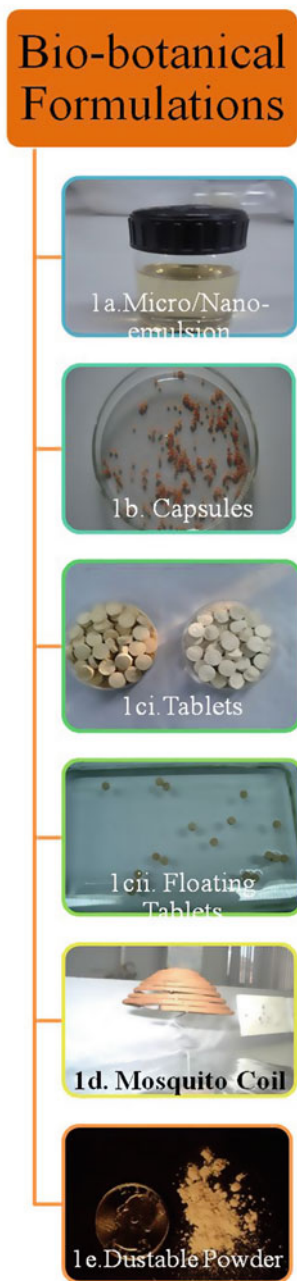 Bio-botanical
Formulations
1a.Micro/Nano-
emulsion
1b. Capsules
1ci.Tablets
1cii. Floating
Tablets
1d. Mosquito Coil
1e.Dustable Powder